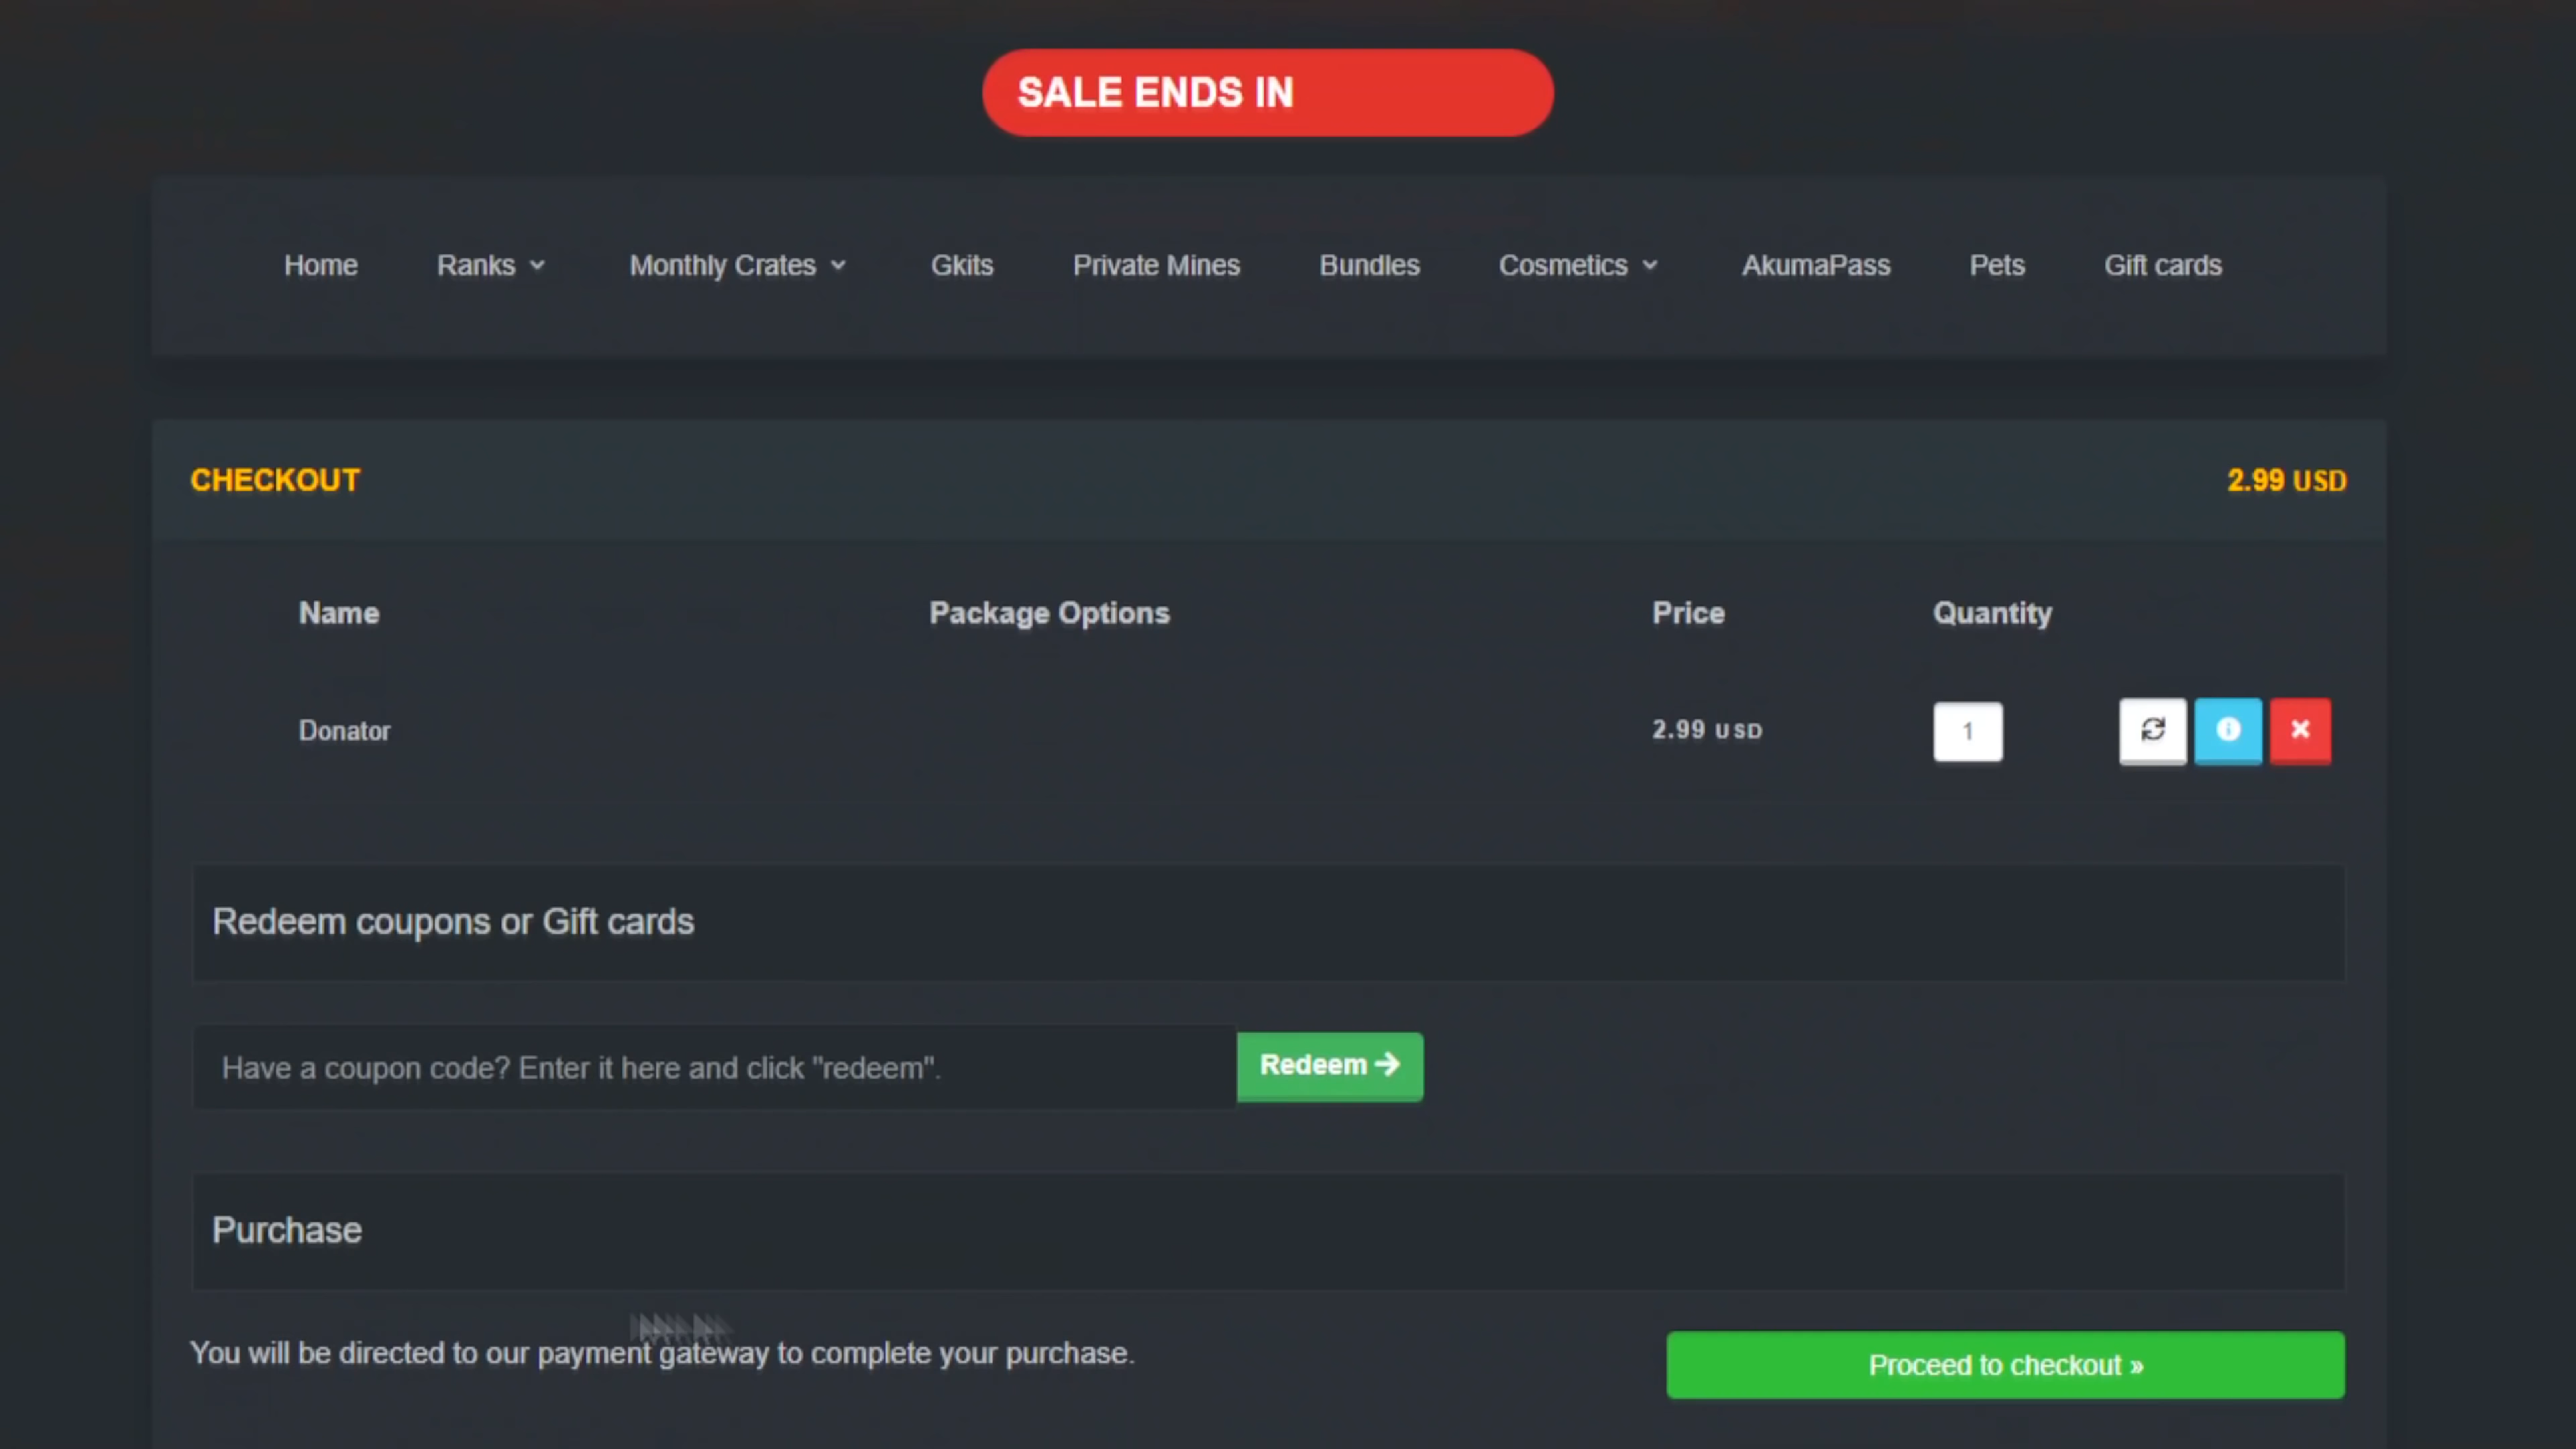 SALE ENDS IN
Home Ranks Monthly Crates Gkits Private Mines Bundles Cosmetics AkumaPass Pets Gift cards
CHECKOUT 2.99 USD
Name Package Options Price Quantity
Donator 2.99 USD 1
Redeem coupons or Gift cards
Have a coupon code? Enter it here and click "redeem". Redeem
Purchase
You will be directed to our payment gateway to complete your purchase. Proceed to checkout »